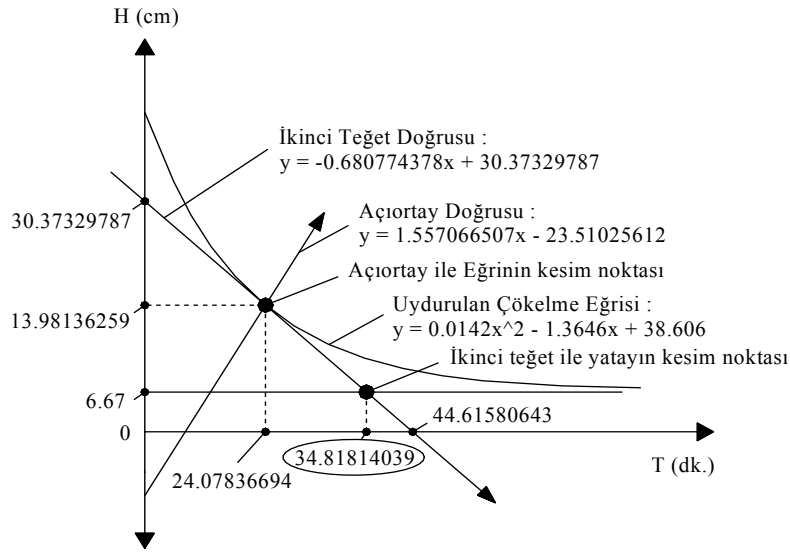 H (cm)
İkinci Teğet Doğrusu :
y = -0.680774378x + 30.37329787
30.37329787
Açıortay Doğrusu :
y = 1.557066507x - 23.51025612
Açıortay ile Eğrinin kesim noktası
13.98136259
Uydurulan Çökelme Eğrisi :
y = 0.0142x^2 - 1.3646x + 38.606
İkinci teğet ile yatayın kesim noktası
6.67
44.61580643
0
24.07836694
34.81814039
T (dk.)